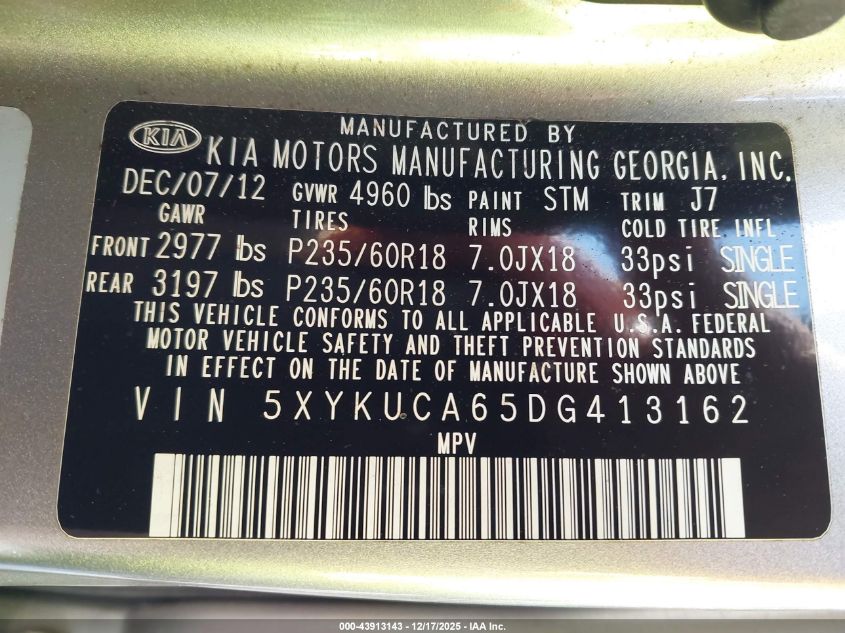 MANUFACTURED BY
KIA KIA MOTORS MANUFACTURING GEORGIA, INC.
DEC/07/12 GVWR 4960 lbs PAINT STM TRIM J7
GAWR TIRES RIMS COLD TIRE INFL
FRONT 2977 lbs P235/60R18 7.0JX18 33psi SINGLE
REAR 3197 lbs P235/60R18 7.0JX18 33psi SINGLE
THIS VEHICLE CONFORMS TO ALL APPLICABLE U.S.A. FEDERAL
MOTOR VEHICLE SAFETY AND THEFT PREVENTION STANDARDS
IN EFFECT ON THE DATE OF MANUFACTURE SHOWN ABOVE
VIN 5XYKUCA65DG413162
MPV
000-43913143 - 12/17/2025 - IAA Inc.